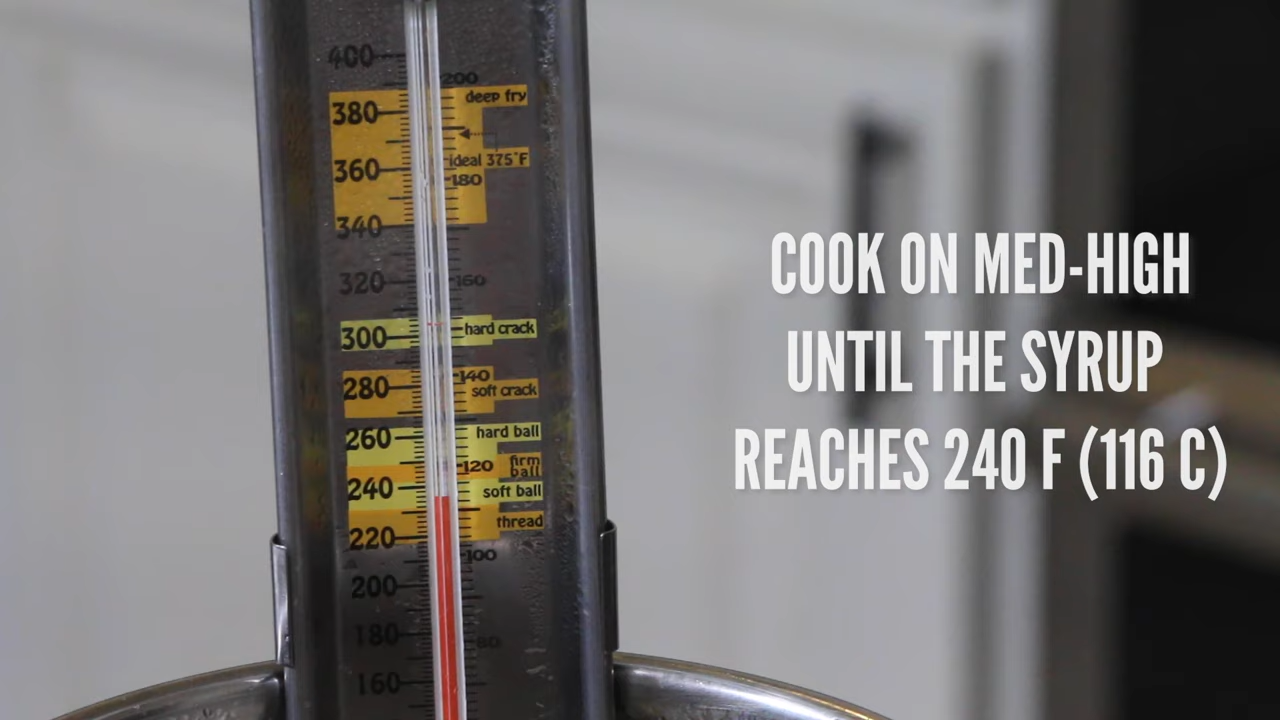 400
200
deep fry
380
ideal 375°F
360
180
340
320
160
300
hard crack
140
280
soft crack
260
hard ball
120
firm
ball
240
soft ball
thread
220
100
200
180
80
160
COOK ON MED-HIGH
UNTIL THE SYRUP
REACHES 240 F (116 C)